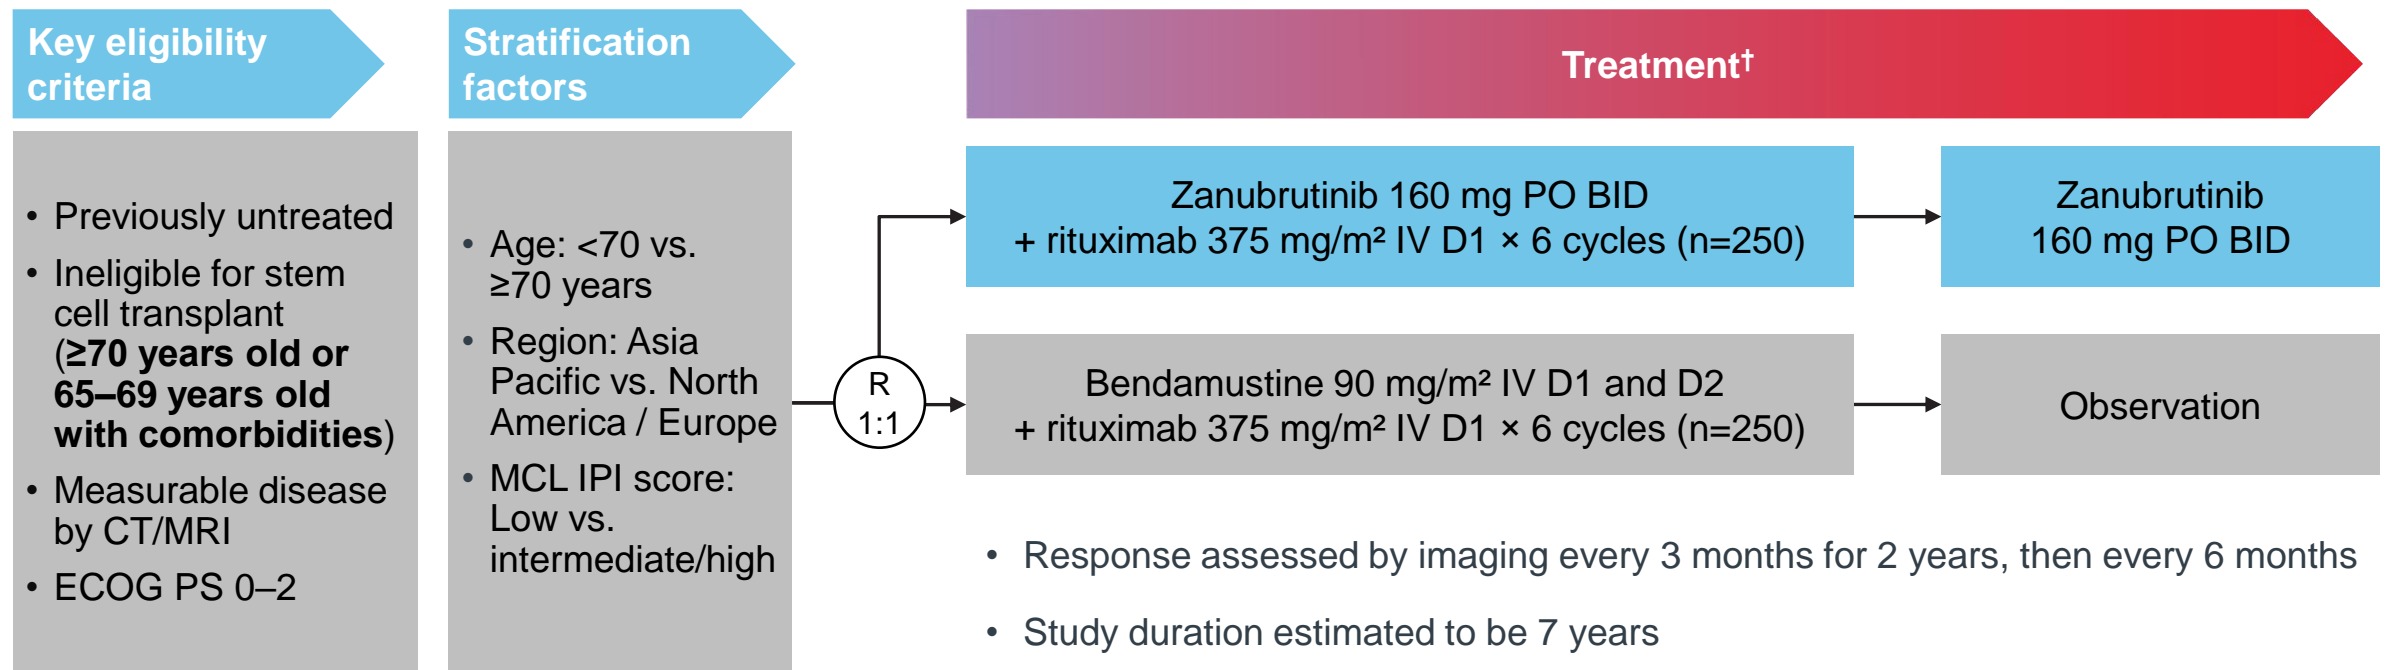 Key eligibility
criteria
• Previously untreated
• Ineligible for stem
cell transplant
(≥70 years old or
65–69 years old
with comorbidities)
• Measurable disease
by CT/MRI
• ECOG PS 0–2
Stratification
factors
• Age: <70 vs.
≥70 years
• Region: Asia
Pacific vs. North
America / Europe
• MCL IPI score:
Low vs.
intermediate/high
R
1:1
Treatment†
Zanubrutinib 160 mg PO BID
+ rituximab 375 mg/m² IV D1 × 6 cycles (n=250)
Zanubrutinib
160 mg PO BID
Bendamustine 90 mg/m² IV D1 and D2
+ rituximab 375 mg/m² IV D1 × 6 cycles (n=250)
Observation
• Response assessed by imaging every 3 months for 2 years, then every 6 months
• Study duration estimated to be 7 years